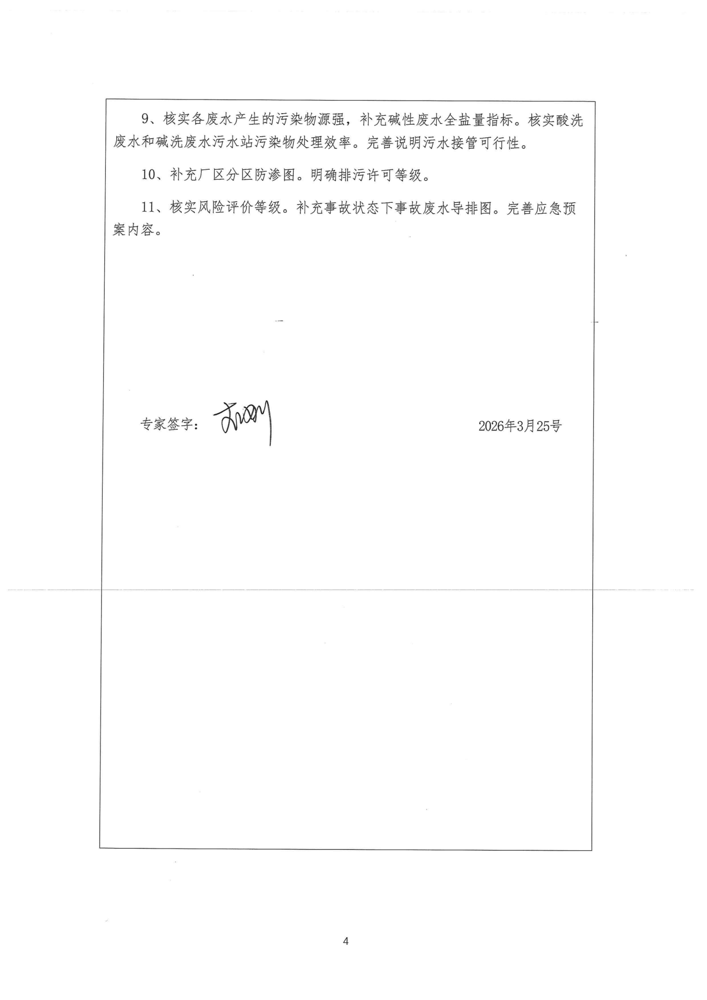 9、核实各废水产生的污染物源强，补充碱性废水全盐量指标。核实酸洗
废水和碱洗废水污水站污染物处理效率。完善说明污水接管可行性。
10、补充厂区分区防渗图。明确排污许可等级。
11、核实风险评价等级。补充事故状态下事故废水导排图。完善应急预
案内容。
专家签字：
2026年3月25号
4